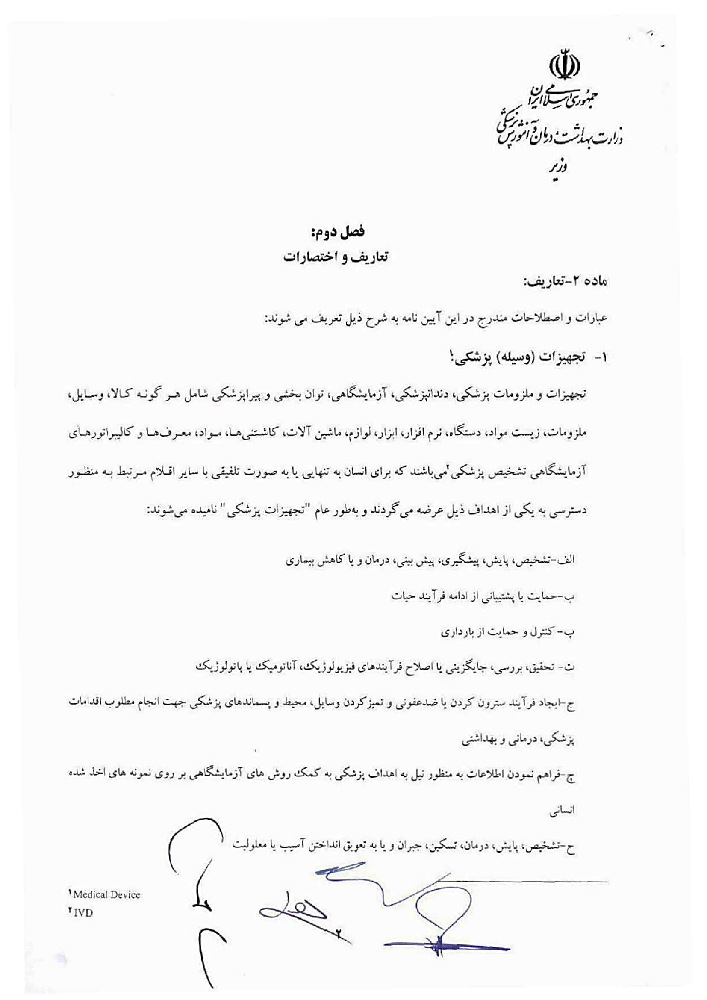 جمهوری اسلامی ایران
وزارت بهداشت، درمان و آموزش پزشکی
وزیر
فصل دوم:
تعاریف و اختصارات
ماده ۲-تعاریف:
عبارات و اصطلاحات مندرج در این آیین نامه به شرح ذیل تعریف می شوند:
۱- تجهیزات (وسیله) پزشکی۱:
تجهیزات و ملزومات پزشکی، دندانپزشکی، آزمایشگاهی، توان بخشی و پیراپزشکی شامل هر گونه کالا، وسایل،
ملزومات، زیست مواد، دستگاه، نرم افزار، ابزار، لوازم، ماشین آلات، کاشتنی‌ها، مواد، معرف‌ها و کالیبراتورهای
آزمایشگاهی تشخیص پزشکی۲ می‌باشند که برای انسان به تنهایی یا به صورت تلفیقی با سایر اقلام مرتبط به منظور
دسترسی به یکی از اهداف ذیل عرضه می‌گردند و به‌طور عام "تجهیزات پزشکی" نامیده می‌شوند:
الف-تشخیص، پایش، پیشگیری، پیش بینی، درمان و یا کاهش بیماری
ب-حمایت یا پشتیبانی از ادامه فرآیند حیات
پ- کنترل و حمایت از بارداری
ت- تحقیق، بررسی، جایگزینی یا اصلاح فرآیندهای فیزیولوژیک، آناتومیک یا پاتولوژیک
ج-ایجاد فرآیند سترون کردن یا ضدعفونی و تمیزکردن وسایل، محیط و پسماندهای پزشکی جهت انجام مطلوب اقدامات
پزشکی، درمانی و بهداشتی
چ-فراهم نمودن اطلاعات به منظور نیل به اهداف پزشکی به کمک روش های آزمایشگاهی بر روی نمونه های اخذ شده
انسانی
ح-تشخیص، پایش، درمان، تسکین، جبران و یا به تعویق انداختن آسیب یا معلولیت
۱ Medical Device
۲ IVD
۲